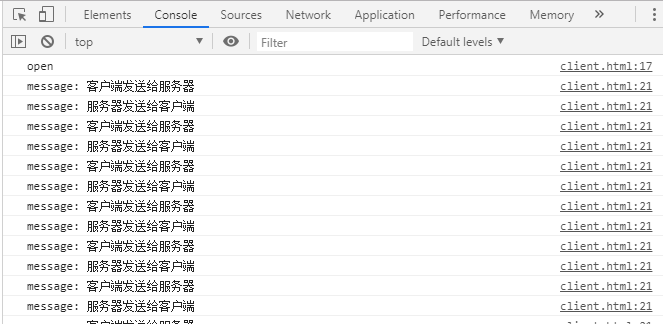 Elements Console Sources Network Application Performance Memory »
top ▼ Filter Default levels ▼
open client.html:17
message: 客户端发送给服务器 client.html:21
message: 服务器发送给客户端 client.html:21
message: 客户端发送给服务器 client.html:21
message: 服务器发送给客户端 client.html:21
message: 客户端发送给服务器 client.html:21
message: 服务器发送给客户端 client.html:21
message: 客户端发送给服务器 client.html:21
message: 服务器发送给客户端 client.html:21
message: 客户端发送给服务器 client.html:21
message: 服务器发送给客户端 client.html:21
message: 客户端发送给服务器 client.html:21
message: 服务器发送给客户端 client.html:21